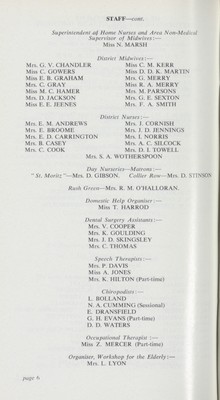 STAFF—cont.
Superintendent of Home Nurses and Area Non-Medical
Supervisor of Midwives:—
Miss N. MARSH
District Midwives:—
Mrs. G. V. CHANDLER Miss C. M. KERR
Miss C. GOWERS Miss D. D. K. MARTIN
Miss E. B. GRAHAM Mrs. G. MERRY
Miss C. GRAY Miss R. A. MERRY
Miss M. C. HAMER Mrs. M. PARSONS
Mrs. D. JACKSON Mrs. G. E. SEXTON
Miss E. E. JEENES Mrs. F. A. SMITH
District Nurses:—
Mrs. E. M. ANDREWS Mrs. J. CORNISH
Mrs. E. BROOME Mrs. J. D. JENNINGS
Mrs. E. D. CARRINGTON Mrs. I. NORRIS
Mrs. B. CASEY Mrs. A. C. SILCOCK
Mrs. C. COOK Mrs. D. I. TOWELL
Mrs. S. A. WOTHERSPOON
Day Nurseries—Matrons:—
"St. Moritz"—Mrs. D. GIBSON. Collier Row—Mrs. D. STINSON
Rush Green—Mrs. R. M. O'HALLORAN.
Domestic Help Organiser:—
Miss T. HARROD
Dental Surgery Assistants:—
Mrs. V. COOPER
Mrs. K. GOULDING
Mrs. J. D. SKINGSLEY
Mrs. C. THOMAS
Speech Therapists:—
Mrs. P. DAVIS
Miss A. JONES
Mrs. K. HILTON (Part-time)
Chiropodists:—
L. BOLLAND
N. A. CUMMING (Sessional)
E. DRANSFIELD
G. H. EVANS (Part-time)
D. D. WATERS
Occupational Therapist:—
Miss Z. MERCER (Part-time)
Organiser, Workshop for the Elderly:—
Mrs. L. LYON
page 6